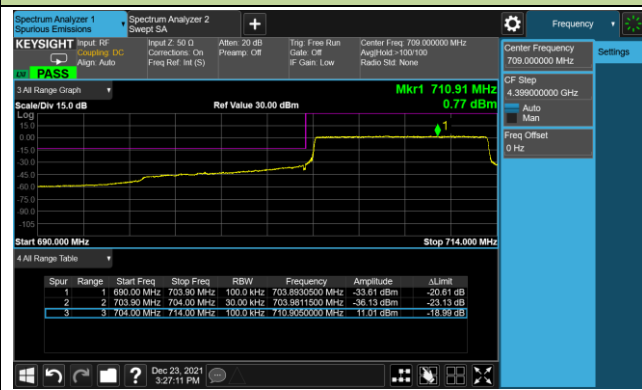 Spectrum Analyzer 1
Spurious Emissions
Spectrum Analyzer 2
Swept SA
Frequency
KEYSIGHT
Input: RF
Coupling: DC
Align: Auto
Input Z: 50 Ω
Corrections: On
Freq Ref: Int (S)
Atten: 20 dB
Preamp: Off
Trig: Free Run
Gate: Off
IF Gain: Low
Center Freq: 709.000000 MHz
Avg|Hold:>100/100
Radio Std: None
PASS
Center Frequency
709.000000 MHz
Settings
CF Step
4.399000000 GHz
Auto
Man
Freq Offset
0 Hz
3 All Range Graph
Mkr1 710.91 MHz
Scale/Div 15.0 dB
Ref Value 30.00 dBm
0.77 dBm
Log
15.0
0.00
-15.0
-30.0
-45.0
-60.0
-75.0
-90.0
-105
1
Start 690.000 MHz
Stop 714.000 MHz
4 All Range Table
Spur Range Start Freq Stop Freq RBW Frequency Amplitude ΔLimit
1 1 690.00 MHz 703.90 MHz 100.0 kHz 703.8930500 MHz -33.61 dBm -20.61 dB
2 2 703.90 MHz 704.00 MHz 30.00 kHz 703.9811500 MHz -36.13 dBm -23.13 dB
3 3 704.00 MHz 714.00 MHz 100.0 kHz 710.9050000 MHz 11.01 dBm -18.99 dB
Dec 23, 2021
3:27:11 PM